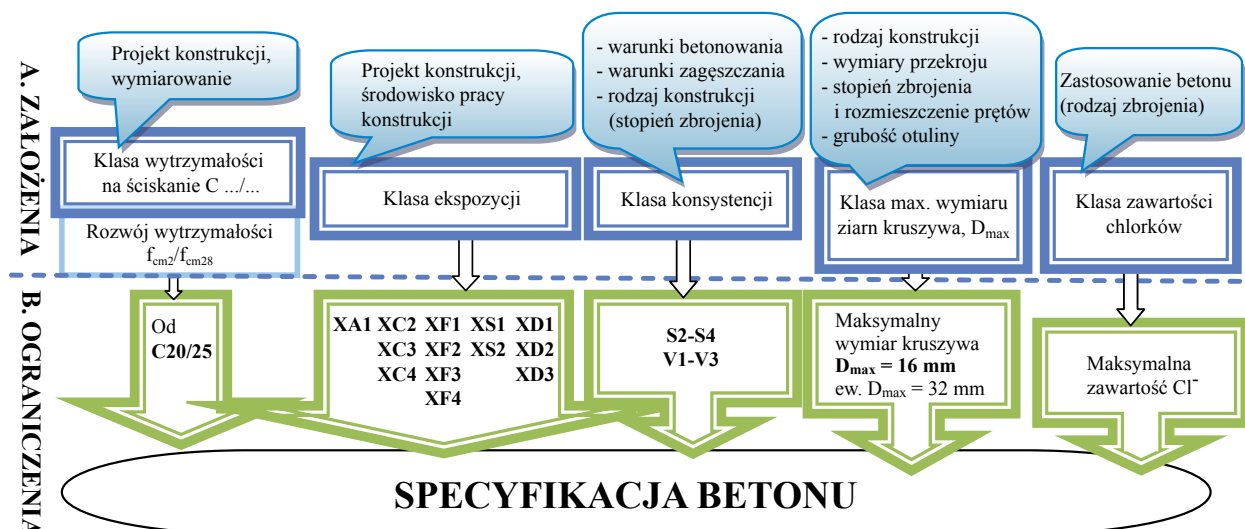 A. ZAŁOŻENIA
Projekt konstrukcji,
wymiarowanie
Klasa wytrzymałości
na ściskanie C .../...
Rozwój wytrzymałości
fcm2/fcm28
Projekt konstrukcji,
środowisko pracy
konstrukcji
Klasa ekspozycji
- warunki betonowania
- warunki zagęszczania
- rodzaj konstrukcji
(stopień zbrojenia)
Klasa konsystencji
- rodzaj konstrukcji
- wymiary przekroju
- stopień zbrojenia
i rozmieszczenie prętów
- grubość otuliny
Klasa max. wymiaru
ziarn kruszywa, Dmax
Zastosowanie betonu
(rodzaj zbrojenia)
Klasa zawartości
chlorków
B. OGRANICZENIA
Od
C20/25
XA1 XC2 XF1 XS1 XD1
XC3 XF2 XS2 XD2
XC4 XF3 XD3
XF4
S2-S4
V1-V3
Maksymalny
wymiar kruszywa
Dmax = 16 mm
ew. Dmax = 32 mm
Maksymalna
zawartość Cl⁻
SPECYFIKACJA BETONU